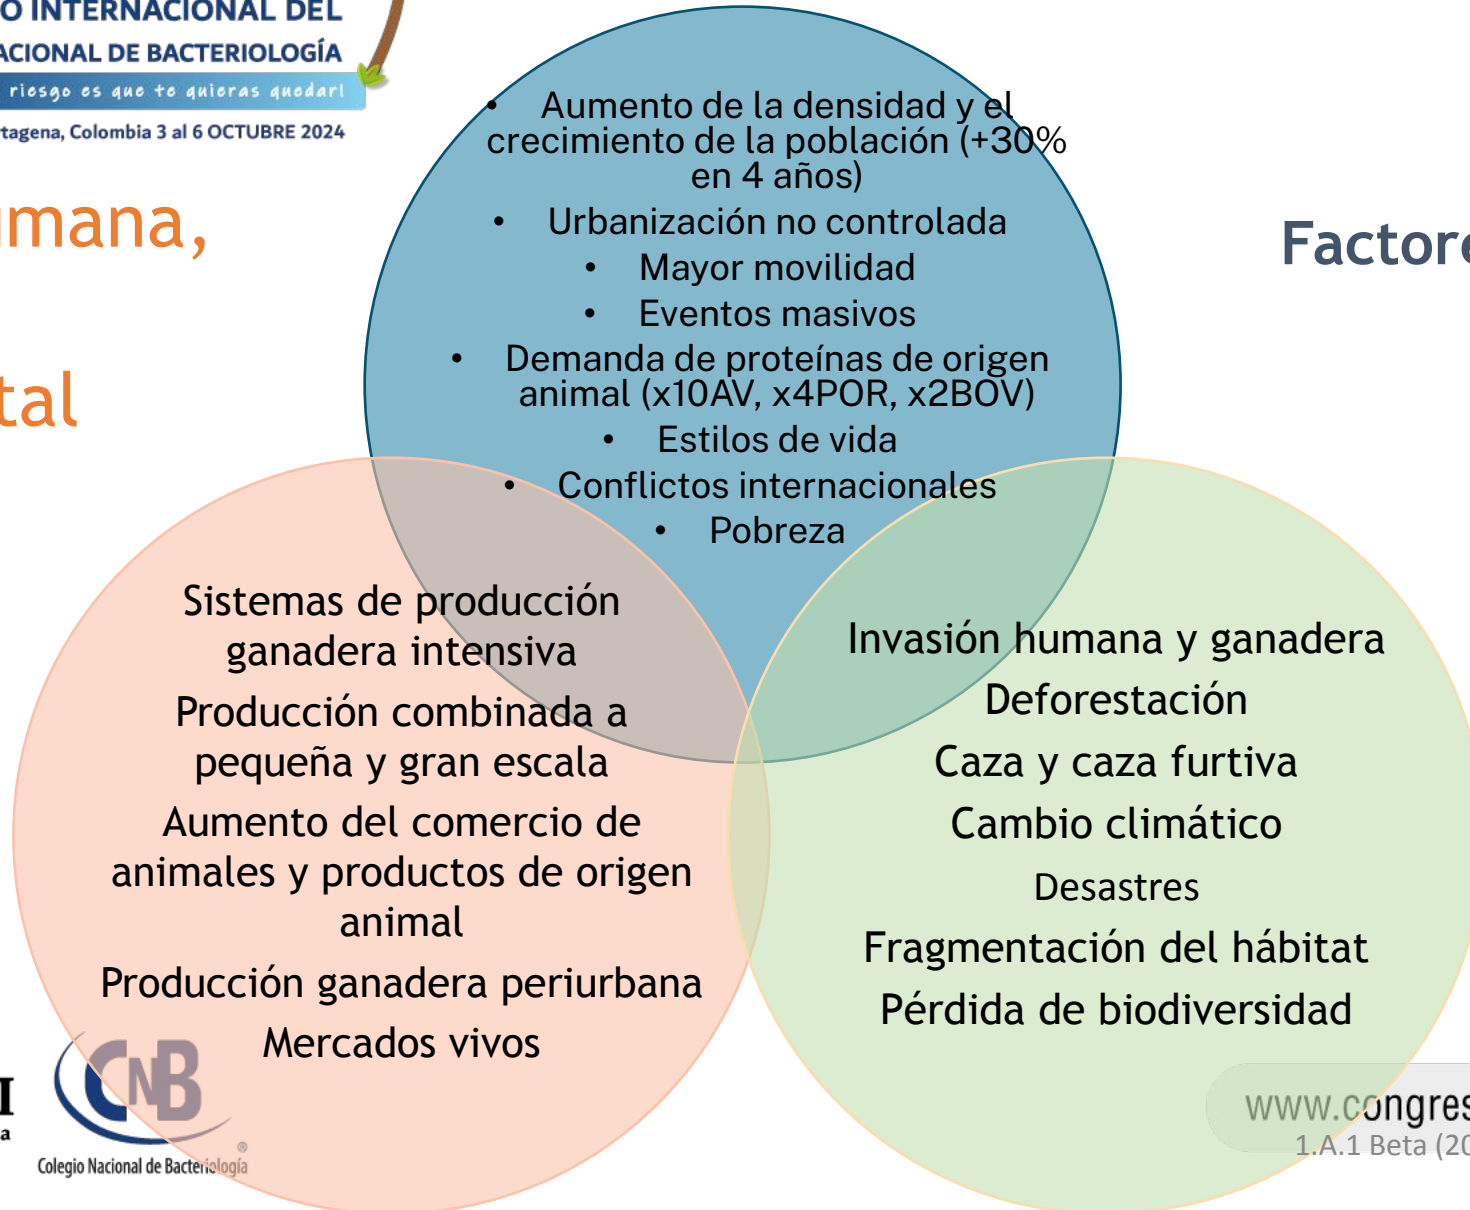 O INTERNACIONAL DEL
ACIONAL DE BACTERIOLOGÍA
riesgo es que te quieras quedar!
rtagena, Colombia 3 al 6 OCTUBRE 2024
umana,
tal
Factore
• Aumento de la densidad y el
crecimiento de la población (+30%
en 4 años)
• Urbanización no controlada
• Mayor movilidad
• Eventos masivos
• Demanda de proteínas de origen
animal (x10AV, x4POR, x2BOV)
• Estilos de vida
• Conflictos internacionales
• Pobreza
Sistemas de producción
ganadera intensiva
Producción combinada a
pequeña y gran escala
Aumento del comercio de
animales y productos de origen
animal
Producción ganadera periurbana
Mercados vivos
Invasión humana y ganadera
Deforestación
Caza y caza furtiva
Cambio climático
Desastres
Fragmentación del hábitat
Pérdida de biodiversidad
I
a
CNB
®
Colegio Nacional de Bacteriología
www.congres
1.A.1 Beta (20